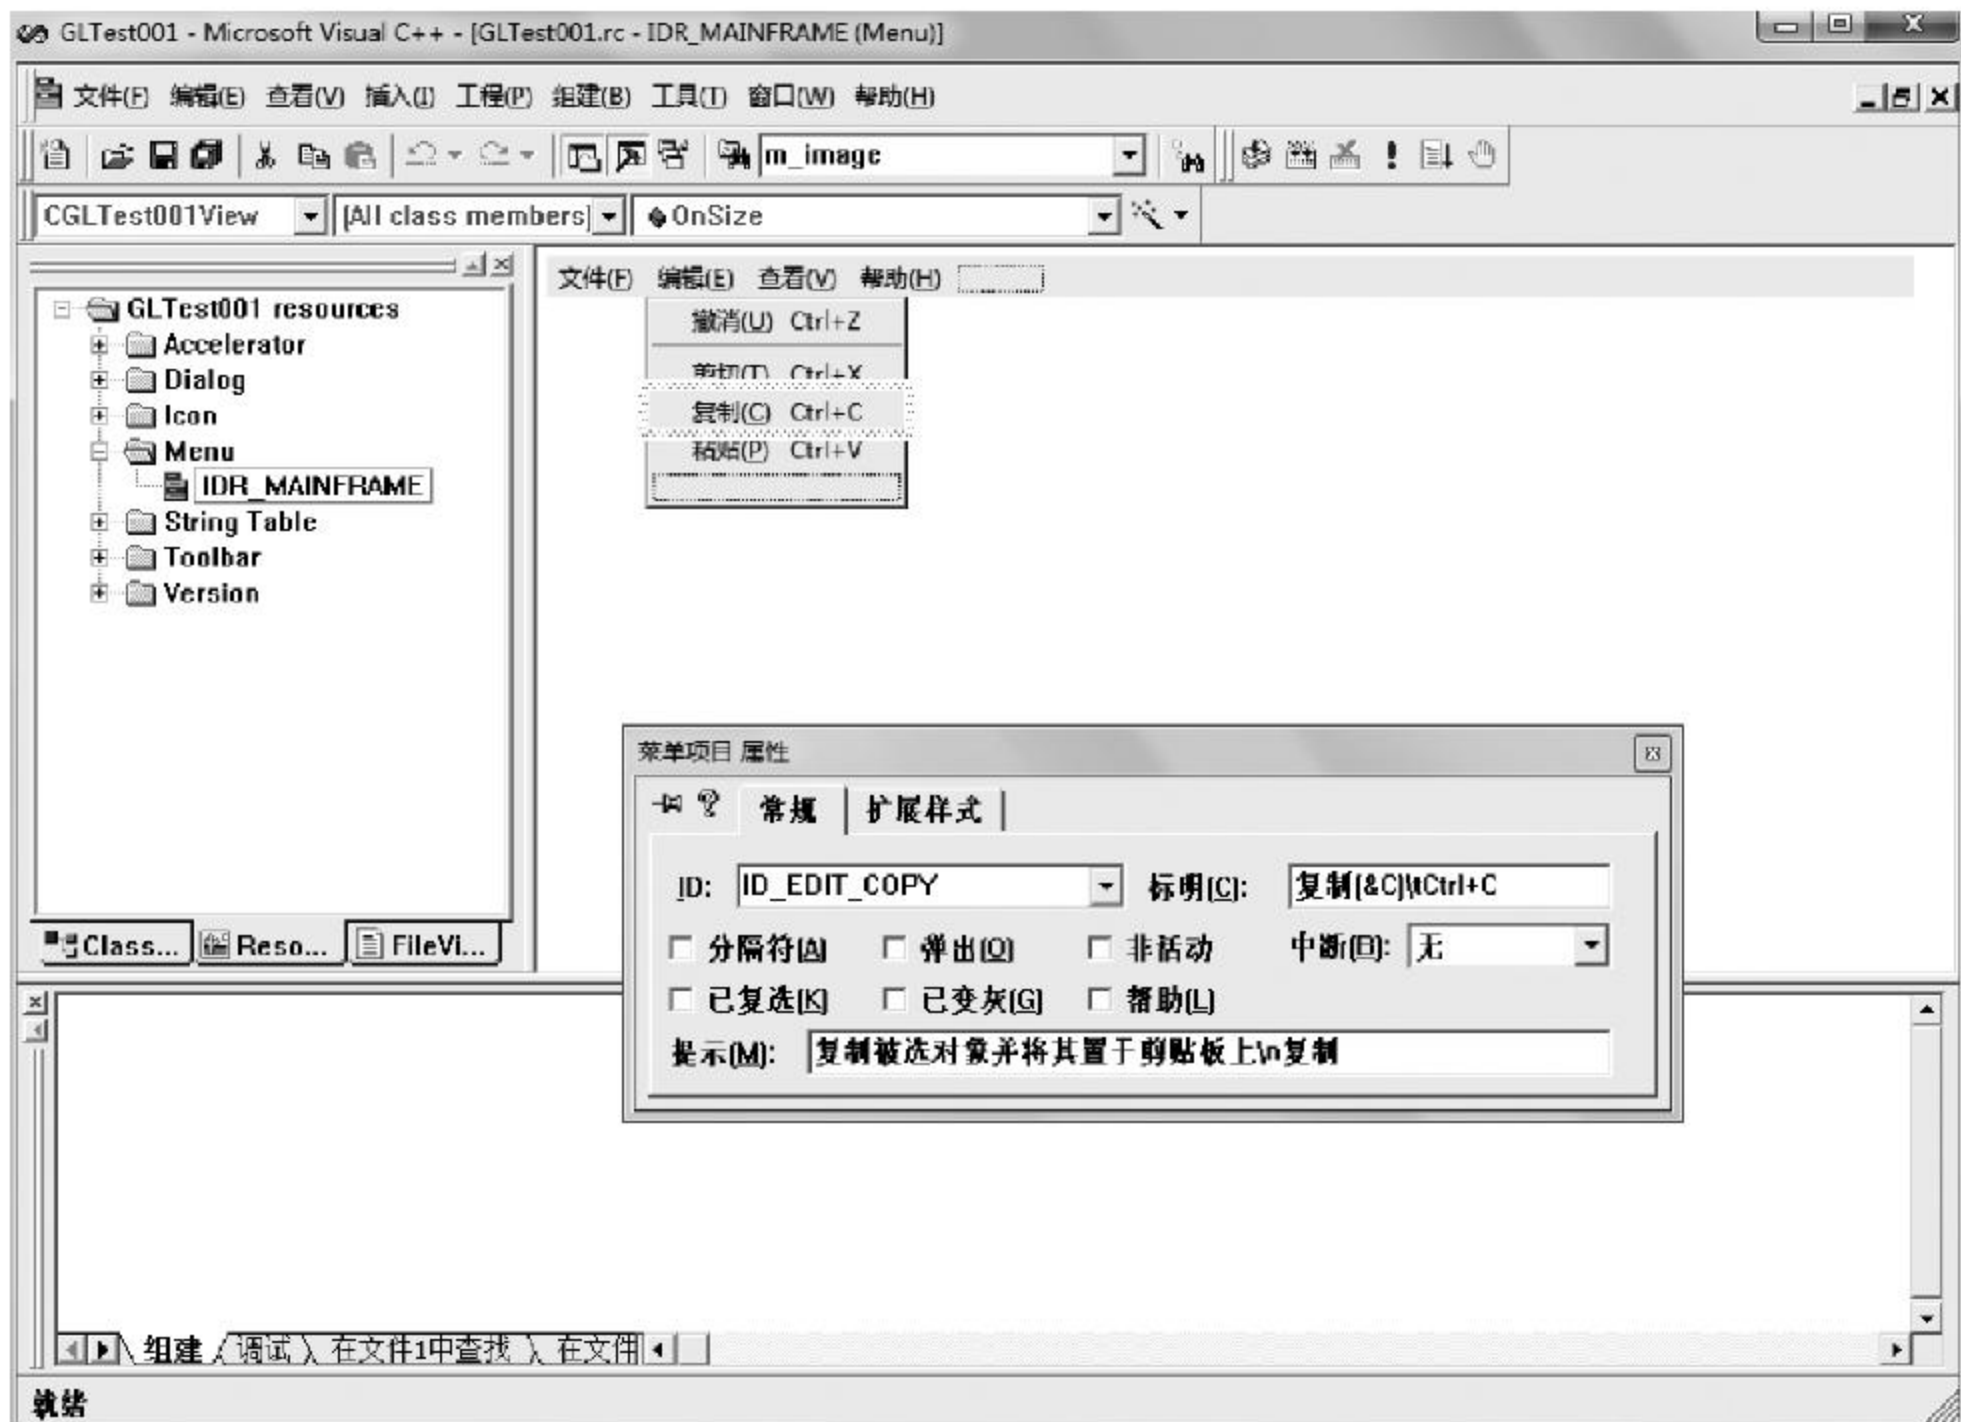 GLTest001 - Microsoft Visual C++ - [GLTest001.rc - IDR_MAINFRAME (Menu)]
文件(F) 编辑(E) 查看(V) 插入(I) 工程(P) 组建(B) 工具(T) 窗口(W) 帮助(H)
m_image
CGLTest001View [All class members] OnSize
GLTest001 resources
Accelerator
Dialog
Icon
Menu
IDR_MAINFRAME
String Table
Toolbar
Version
Class... Reso... FileVi...
文件(F) 编辑(E) 查看(V) 帮助(H)
撤消(U) Ctrl+Z
剪切(T) Ctrl+X
复制(C) Ctrl+C
粘贴(P) Ctrl+V
菜单项目 属性
常规 扩展样式
ID: ID_EDIT_COPY 标明(C): 复制(&C)\tCtrl+C
分隔符(A) 弹出(O) 非活动 中断(B): 无
已复选(K) 已变灰(G) 帮助(L)
提示(M): 复制被选对象并将其置于剪贴板上\n复制
组建 调试 在文件1中查找 在文件
就绪